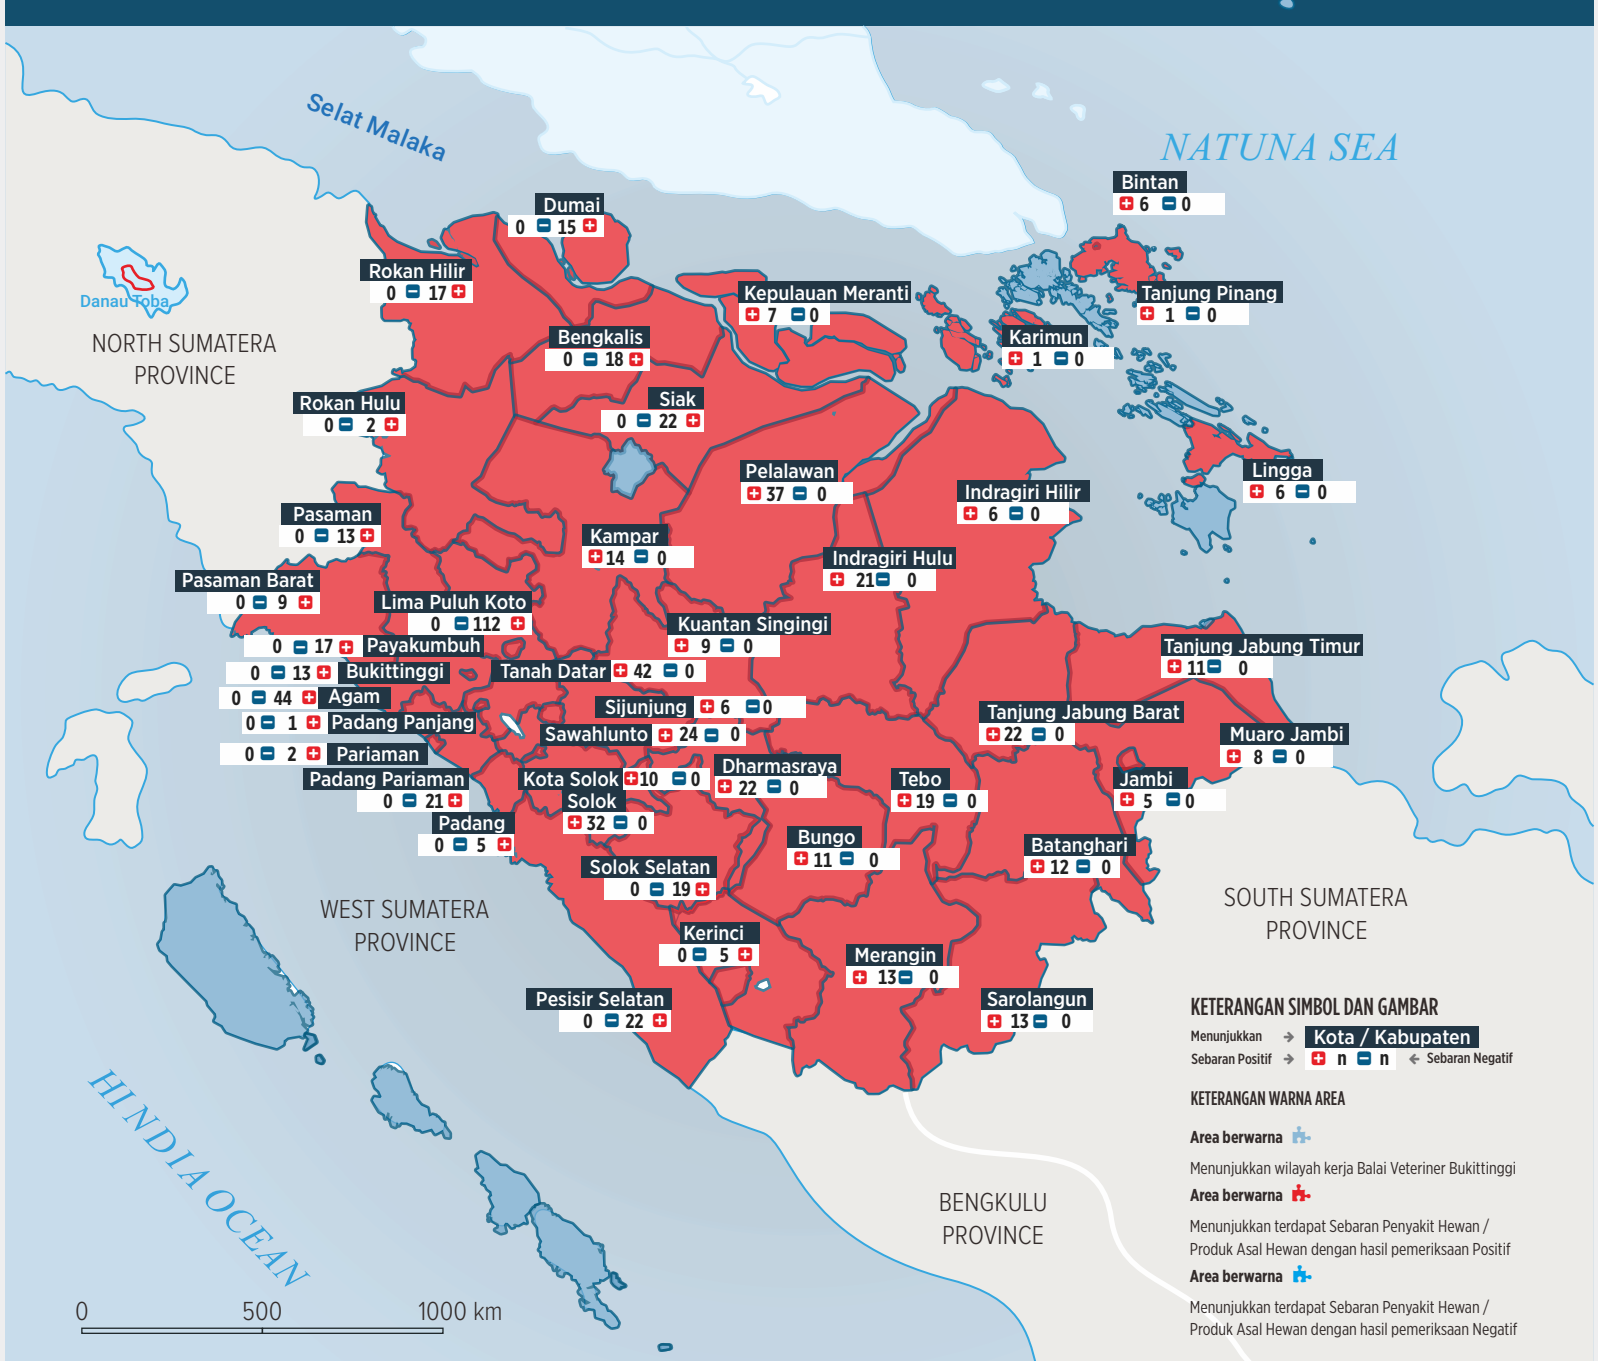 Selat Malaka
NATUNA SEA
Bintan
6 0
Dumai
0 15
Rokan Hilir
0 17
Kepulauan Meranti
7 0
Tanjung Pinang
1 0
Danau Toba
NORTH SUMATERA
PROVINCE
Bengkalis
0 18
Karimun
1 0
Rokan Hulu
0 2
Siak
0 22
Pelalawan
37 0
Lingga
6 0
Indragiri Hilir
6 0
Pasaman
0 13
Kampar
14 0
Indragiri Hulu
21 0
Pasaman Barat
0 9
Lima Puluh Koto
0 112
Kuantan Singingi
9 0
0 17 Payakumbuh
Tanjung Jabung Timur
11 0
0 13 Bukittinggi
Tanah Datar 42 0
0 44 Agam
Sijunjung 6 0
0 1 Padang Panjang
Sawahlunto 24 0
Tanjung Jabung Barat
22 0
Muaro Jambi
8 0
0 2 Pariaman
Padang Pariaman
0 21
Kota Solok 10 0
Dharmasraya
22 0
Tebo
19 0
Jambi
5 0
Solok
32 0
Padang
0 5
Bungo
11 0
Batanghari
12 0
Solok Selatan
0 19
WEST SUMATERA
PROVINCE
SOUTH SUMATERA
PROVINCE
Kerinci
0 5
Merangin
13 0
Pesisir Selatan
0 22
Sarolangun
13 0
KETERANGAN SIMBOL DAN GAMBAR
Menunjukkan Kota / Kabupaten
Sebaran Positif n n Sebaran Negatif
KETERANGAN WARNA AREA
Area berwarna
Menunjukkan wilayah kerja Balai Veteriner Bukittinggi
Area berwarna
Menunjukkan terdapat Sebaran Penyakit Hewan /
Produk Asal Hewan dengan hasil pemeriksaan Positif
Area berwarna
Menunjukkan terdapat Sebaran Penyakit Hewan /
Produk Asal Hewan dengan hasil pemeriksaan Negatif
BENGKULU
PROVINCE
HINDIA OCEAN
0 500 1000 km